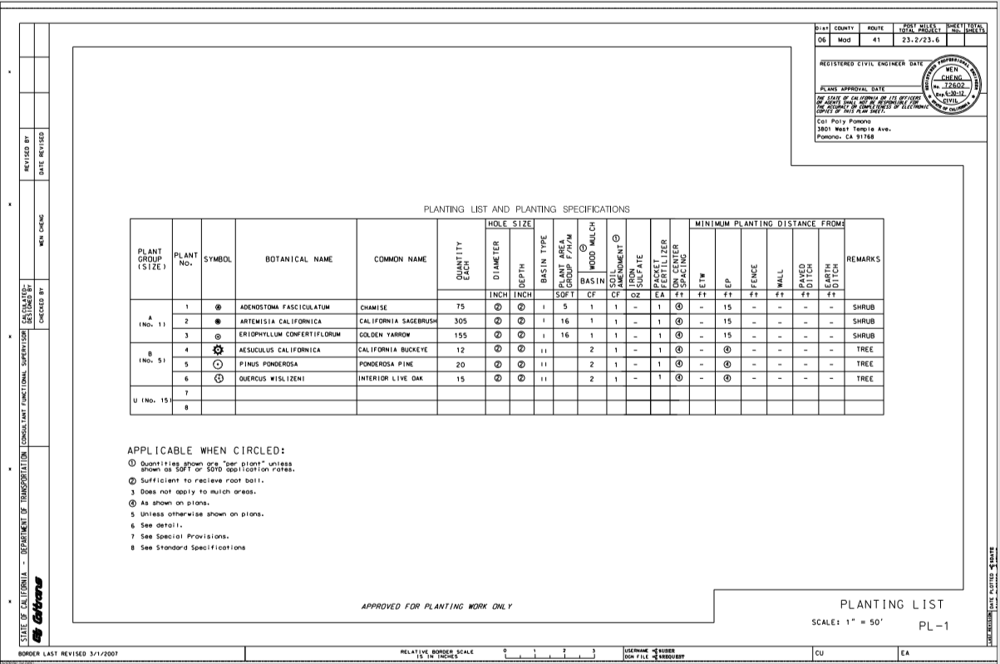 Dist COUNTY ROUTE POST MILES TOTAL PROJECT SHEET No. TOTAL SHEETS
06 Mad 41 23.2/23.6
REGISTERED CIVIL ENGINEER DATE
PLANS APPROVAL DATE
THE STATE OF CALIFORNIA OR ITS OFFICERS
OR AGENTS SHALL NOT BE RESPONSIBLE FOR
THE ACCURACY OR COMPLETENESS OF ELECTRONIC
COPIES OF THIS PLAN SHEET.
REGISTERED PROFESSIONAL ENGINEER
WEN
CHENG
No. 72602
Exp. 6-30-12
CIVIL
STATE OF CALIFORNIA
Cal Poly Pomona
3801 West Temple Ave.
Pomona, CA 91768
REVISED BY
DATE REVISED
WEN CHENG
CALCULATED-DESIGNED BY
CHECKED BY
CONSULTANT FUNCTIONAL SUPERVISOR
STATE OF CALIFORNIA - DEPARTMENT OF TRANSPORTATION
Caltrans
PLANTING LIST AND PLANTING SPECIFICATIONS
PLANT GROUP (SIZE) PLANT No. SYMBOL BOTANICAL NAME COMMON NAME QUANTITY EACH HOLE SIZE DIAMETER DEPTH BASIN TYPE PLANT AREA GROUP F/H/M ① WOOD MULCH BASIN SOIL AMENDMENT ① IRON SULFATE PACKET FERTILIZER ON CENTER SPACING MINIMUM PLANTING DISTANCE FROM: ETW EP FENCE WALL PAVED DITCH EARTH DITCH REMARKS
INCH INCH SQFT CF CF OZ EA ft ft ft ft ft ft ft
A (No. 1)
1 ADENOSTOMA FASCICULATUM CHAMISE 75 ② ② I 5 1 1 - 1 ④ - 15 - - - - SHRUB
2 ARTEMISIA CALIFORNICA CALIFORNIA SAGEBRUSH 305 ② ② I 16 1 1 - 1 ④ - 15 - - - - SHRUB
3 ERIOPHYLLUM CONFERTIFLORUM GOLDEN YARROW 155 ② ② I 16 1 1 - 1 ④ - 15 - - - - SHRUB
B (No. 5)
4 AESUCULUS CALIFORNICA CALIFORNIA BUCKEYE 12 ② ② II 2 1 - 1 ④ - ④ - - - - TREE
5 PINUS PONDEROSA PONDEROSA PINE 20 ② ② II 2 1 - 1 ④ - ④ - - - - TREE
6 QUERCUS WISLIZENI INTERIOR LIVE OAK 15 ② ② II 2 1 - 1 ④ - ④ - - - - TREE
U (No. 15)
7
8
APPLICABLE WHEN CIRCLED:
① Quantities shown are "per plant" unless
shown as SQFT or SQYD application rates.
② Sufficient to recieve root ball.
3 Does not apply to mulch areas.
④ As shown on plans.
5 Unless otherwise shown on plans.
6 See detail.
7 See Special Provisions.
8 See Standard Specifications
APPROVED FOR PLANTING WORK ONLY
PLANTING LIST
SCALE: 1" = 50'
PL-1
BORDER LAST REVISED 3/1/2007
RELATIVE BORDER SCALE
IS IN INCHES
0 1 2 3
USERNAME => $USER
DGN FILE => $REQUEST
CU
EA
LAST REVISION
DATE PLOTTED => $DATE